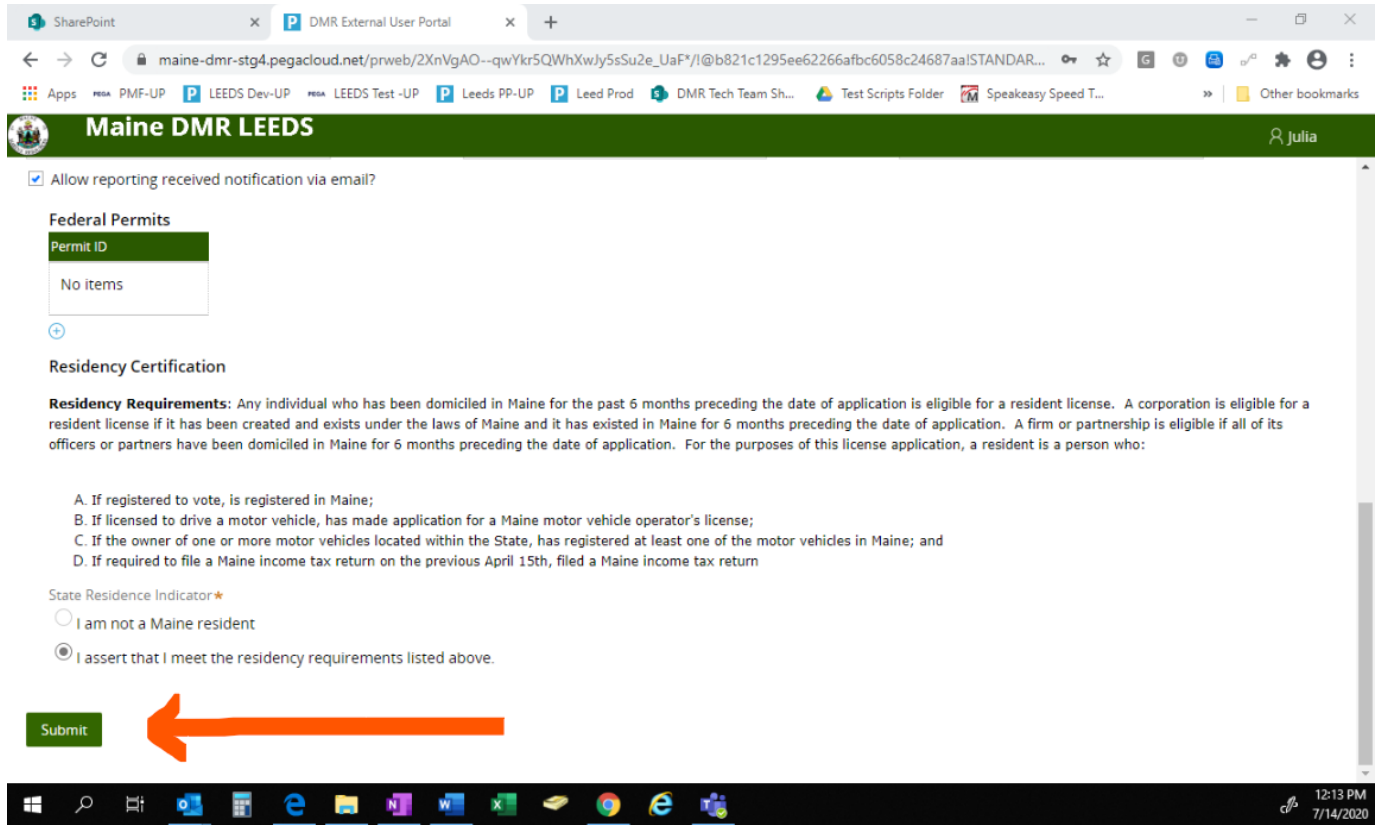 SharePoint
DMR External User Portal
maine-dmr-stg4.pegacloud.net/prweb/2XnVgAO--qwYkr5QWhXwJy5sSu2e_UaF*/!@b821c1295ee62266afbc6058c24687aa!STANDAR...
Apps PEGA PMF-UP P LEEDS Dev-UP PEGA LEEDS Test -UP P Leeds PP-UP P Leed Prod DMR Tech Team Sh... Test Scripts Folder Speakeasy Speed T... » Other bookmarks
Maine DMR LEEDS
Julia
Allow reporting received notification via email?
Federal Permits
Permit ID
No items
Residency Certification
Residency Requirements: Any individual who has been domiciled in Maine for the past 6 months preceding the date of application is eligible for a resident license. A corporation is eligible for a
resident license if it has been created and exists under the laws of Maine and it has existed in Maine for 6 months preceding the date of application. A firm or partnership is eligible if all of its
officers or partners have been domiciled in Maine for 6 months preceding the date of application. For the purposes of this license application, a resident is a person who:
A. If registered to vote, is registered in Maine;
B. If licensed to drive a motor vehicle, has made application for a Maine motor vehicle operator's license;
C. If the owner of one or more motor vehicles located within the State, has registered at least one of the motor vehicles in Maine; and
D. If required to file a Maine income tax return on the previous April 15th, filed a Maine income tax return
State Residence Indicator★
I am not a Maine resident
I assert that I meet the residency requirements listed above.
Submit
12:13 PM
7/14/2020